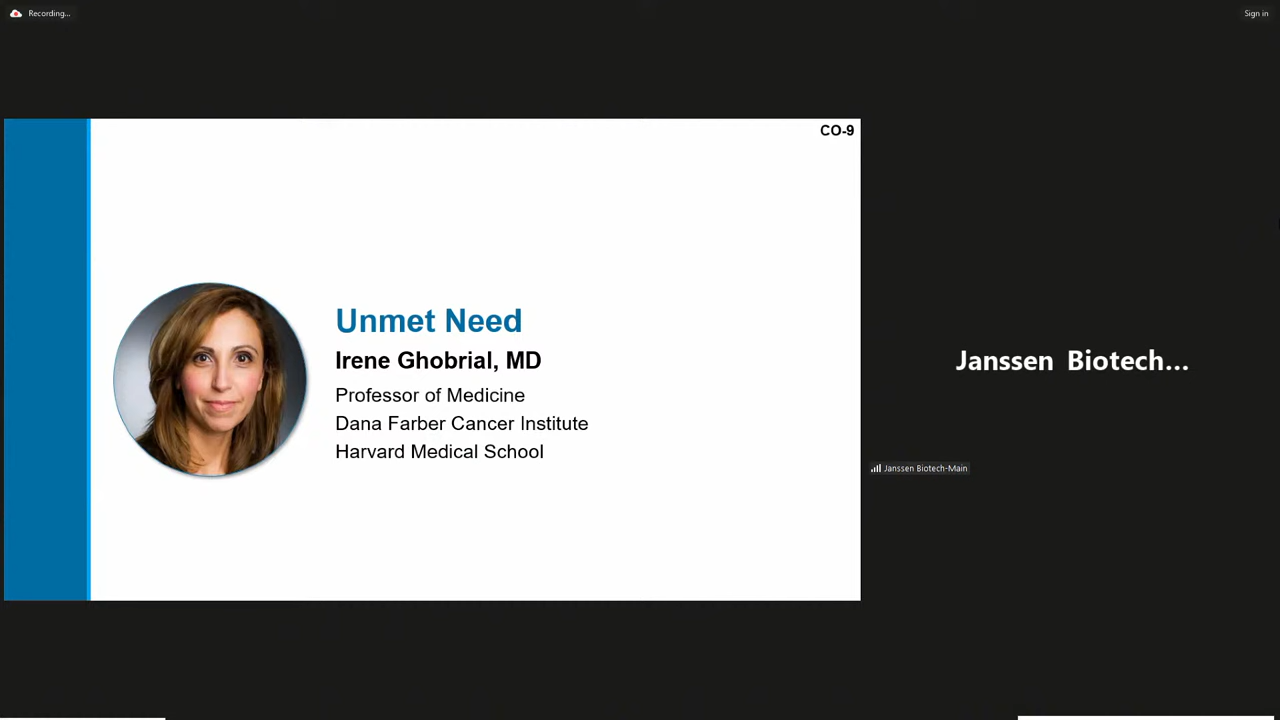 Recording...
Sign in
CO-9
Unmet Need
Irene Ghobrial, MD
Professor of Medicine
Dana Farber Cancer Institute
Harvard Medical School
Janssen Biotech...
Janssen Biotech-Main